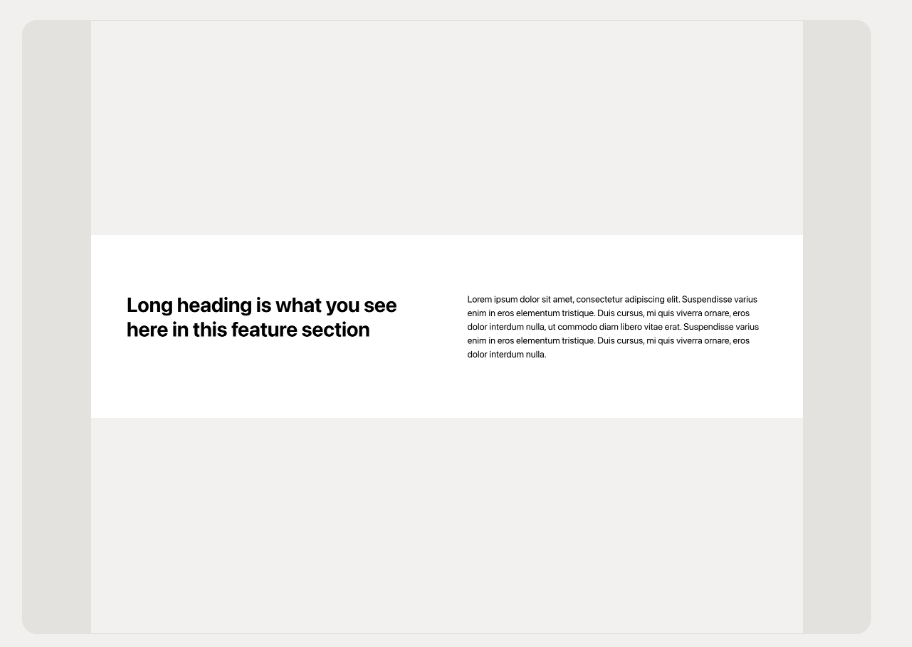 Long heading is what you see
here in this feature section
Lorem ipsum dolor sit amet, consectetur adipiscing elit. Suspendisse varius
enim in eros elementum tristique. Duis cursus, mi quis viverra ornare, eros
dolor interdum nulla, ut commodo diam libero vitae erat. Suspendisse varius
enim in eros elementum tristique. Duis cursus, mi quis viverra ornare, eros
dolor interdum nulla.